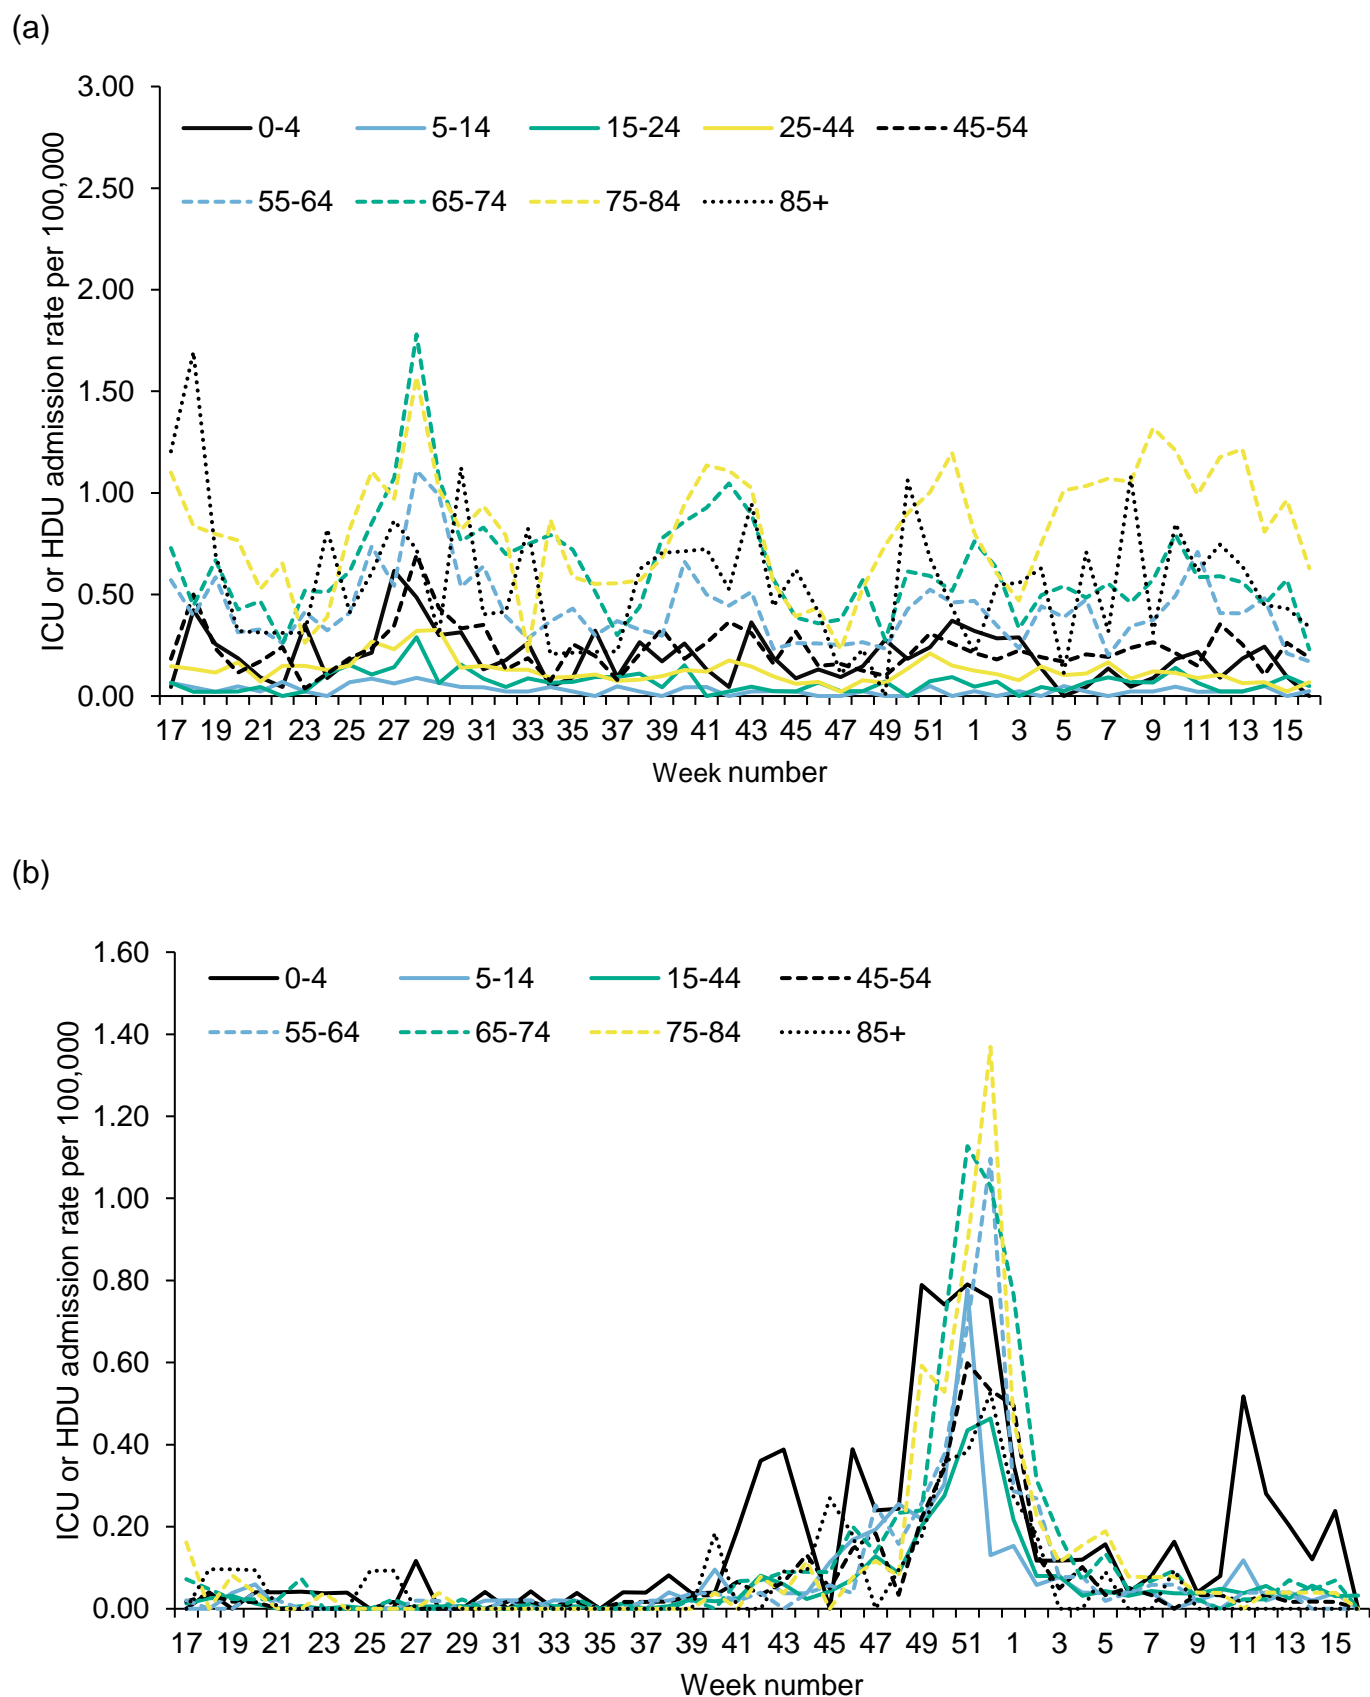 (a)
ICU or HDU admission rate per 100,000
3.00
2.50
2.00
1.50
1.00
0.50
0.00
0-4 5-14 15-24 25-44 45-54
55-64 65-74 75-84 85+
17 19 21 23 25 27 29 31 33 35 37 39 41 43 45 47 49 51 1 3 5 7 9 11 13 15
Week number
(b)
ICU or HDU admission rate per 100,000
1.60
1.40
1.20
1.00
0.80
0.60
0.40
0.20
0.00
0-4 5-14 15-44 45-54
55-64 65-74 75-84 85+
17 19 21 23 25 27 29 31 33 35 37 39 41 43 45 47 49 51 1 3 5 7 9 11 13 15
Week number